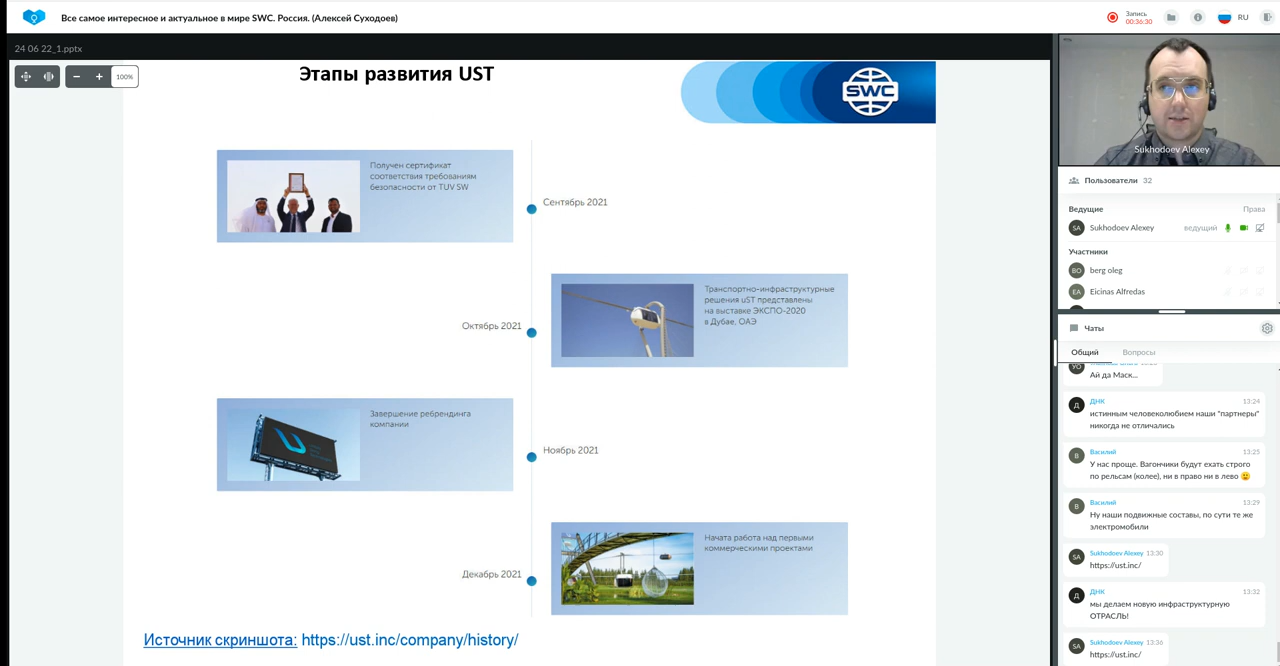 Все самое интересное и актуальное в мире SWC. Россия. (Алексей Суходоев)
Запись
00:36:30
RU
24 06 22_1.pptx
100%
Этапы развития UST
SWC
Получен сертификат
соответствия требованиям
безопасности от TUV SW
Сентябрь 2021
Транспортно-инфраструктурные
решения uST представлены
на выставке ЭКСПО-2020
в Дубае, ОАЭ
Октябрь 2021
Завершение ребрендинга
компании
Ноябрь 2021
Начата работа над первыми
коммерческими проектами
Декабрь 2021
Источник скриншота: https://ust.inc/company/history/
Sukhodoev Alexey
Пользователи 32
Ведущие Права
SA Sukhodoev Alexey ведущий
Участники
BO berg oleg
EA Eicinas Alfredas
Чаты
Общий Вопросы
УО
Ай да Маск...
Д ДНК 13:24
истинным человеколюбием наши "партнеры"
никогда не отличались
В Василий 13:25
У нас проще. Вагончики будут ехать строго
по рельсам (колее), ни в право ни в лево
В Василий 13:29
Ну наши подвижные составы, по сути те же
электромобили
SA Sukhodoev Alexey 13:30
https://ust.inc/
Д ДНК 13:32
мы делаем новую инфраструктурную
ОТРАСЛЬ!
SA Sukhodoev Alexey 13:36
https://ust.inc/